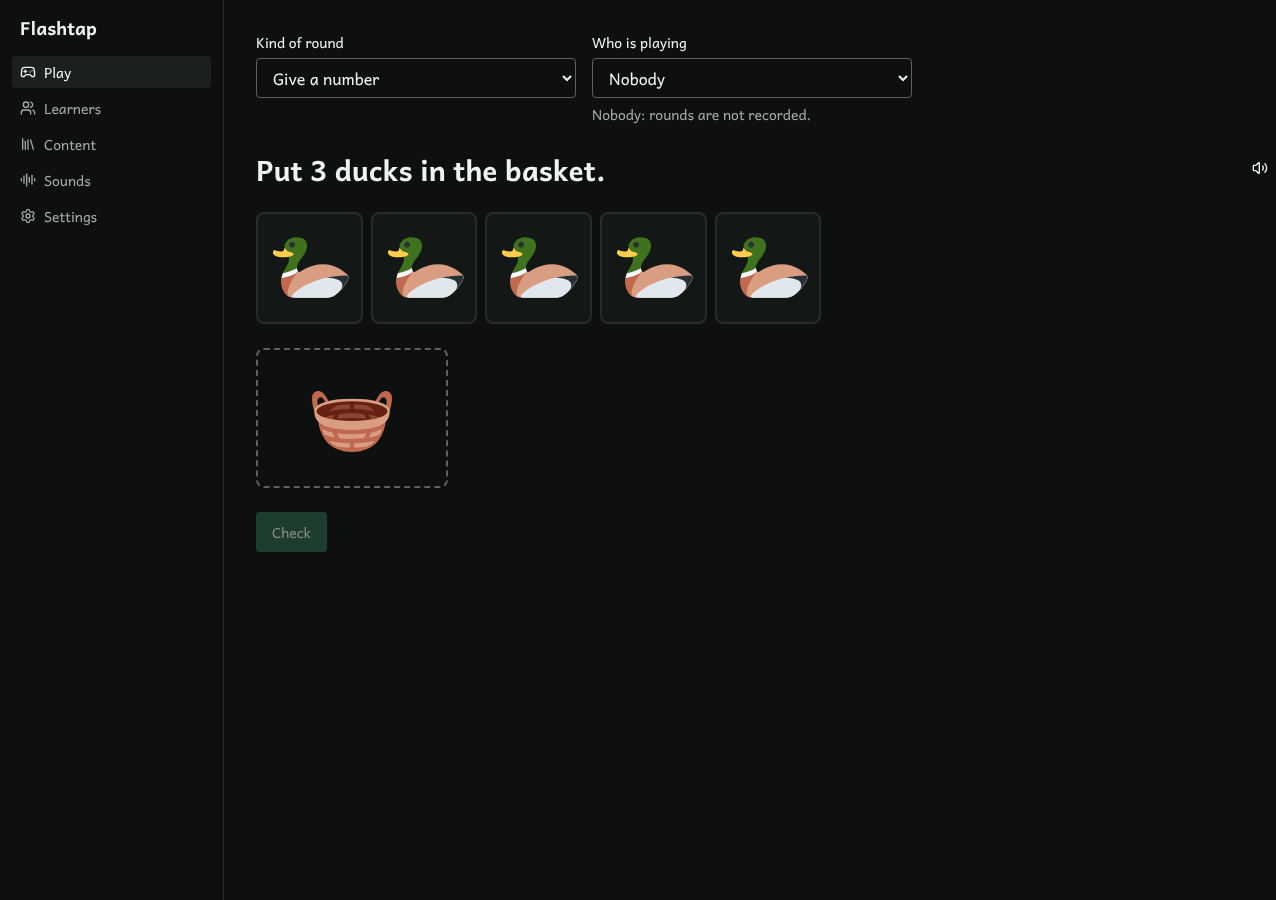 Flashtap
Play
Learners
Content
Sounds
Settings
Kind of round
Give a number
Who is playing
Nobody
Nobody: rounds are not recorded.
Put 3 ducks in the basket.
Check